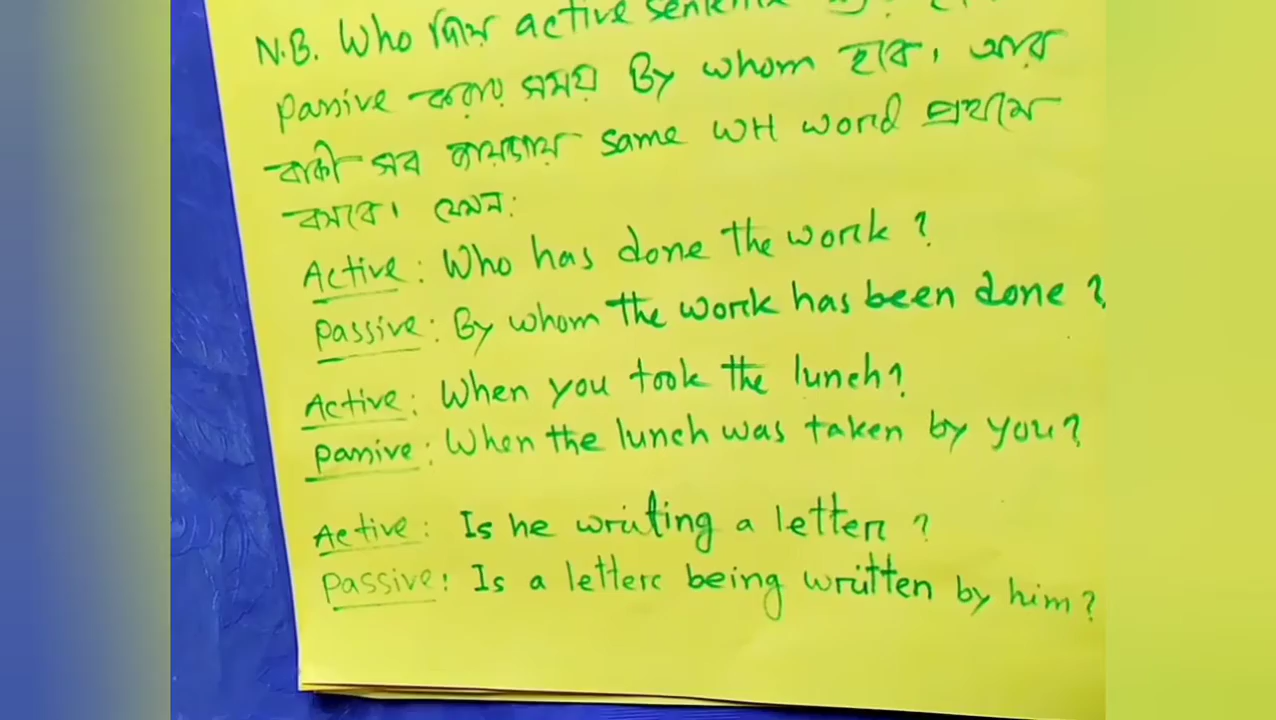 N.B. Who দিয়ে active sentence
passive করার সময় By whom হবে। আর
বাকী সব জায়গায় same WH word প্রথমে
বসবে। যেমন:
Active: Who has done the work?
Passive: By whom the work has been done?
Active: When you took the lunch?
Passive: When the lunch was taken by you?
Active: Is he writing a letter?
Passive: Is a letter being written by him?